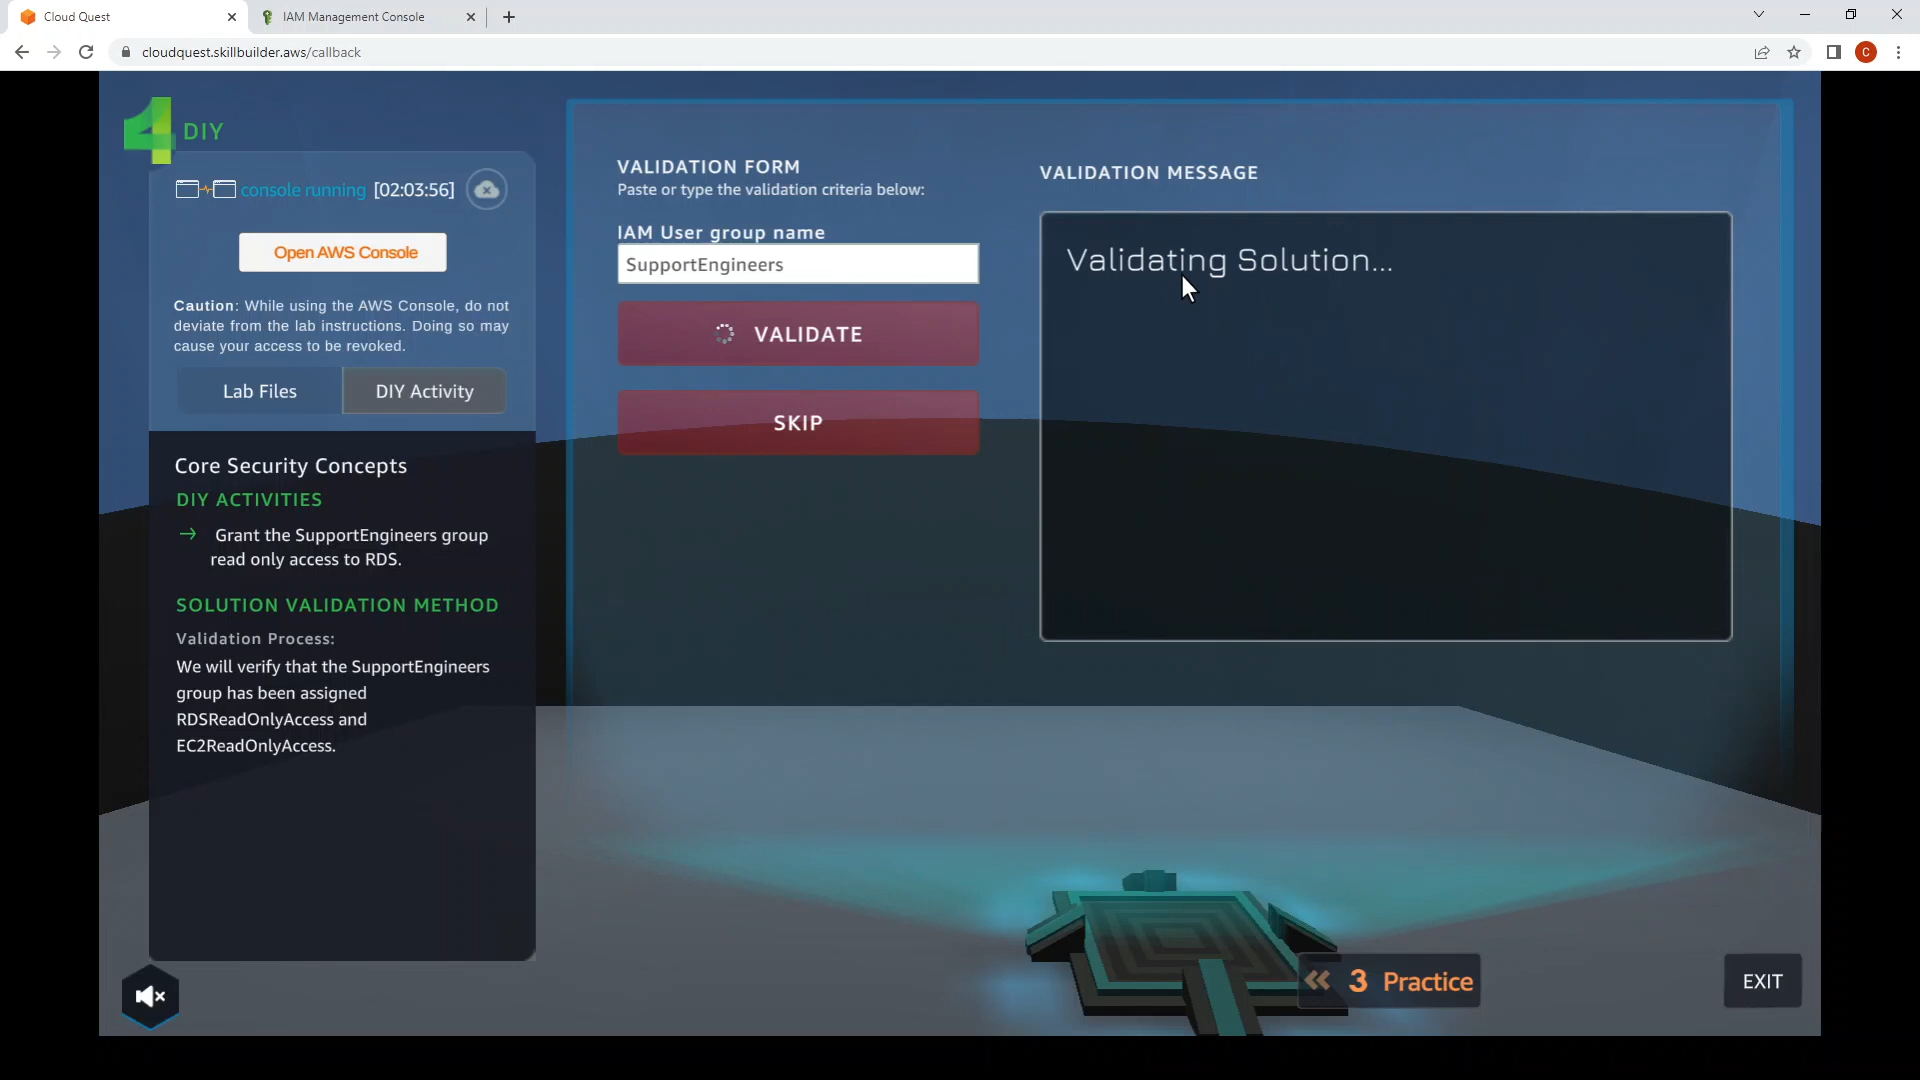 Cloud Quest
IAM Management Console
cloudquest.skillbuilder.aws/callback
C
4 DIY
console running [02:03:56]
Open AWS Console
Caution: While using the AWS Console, do not
deviate from the lab instructions. Doing so may
cause your access to be revoked.
Lab Files
DIY Activity
Core Security Concepts
DIY ACTIVITIES
→ Grant the SupportEngineers group
read only access to RDS.
SOLUTION VALIDATION METHOD
Validation Process:
We will verify that the SupportEngineers
group has been assigned
RDSReadOnlyAccess and
EC2ReadOnlyAccess.
VALIDATION FORM
Paste or type the validation criteria below:
IAM User group name
SupportEngineers
VALIDATE
SKIP
VALIDATION MESSAGE
Validating Solution...
3 Practice
EXIT